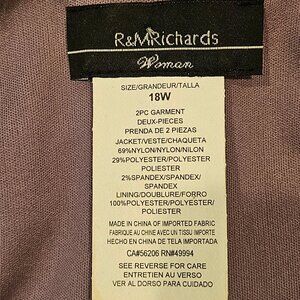 R&MRichards
Woman
SIZE/GRANDEUR/TALLA
18W
2PC GARMENT
DEUX-PIECES
PRENDA DE 2 PIEZAS
JACKET/VESTE/CHAQUETA
69%NYLON/NYLON/NILON
29%POLYESTER/POLYESTER
POLIESTER
2%SPANDEX/SPANDEX/
SPANDEX
LINING/DOUBLURE/FORRO
100%POLYESTER/POLYESTER/
POLIESTER
MADE IN CHINA OF IMPORTED FABRIC
FABRIQUE AU CHINE AVEC UN TISSU IMPORTE
HECHO EN CHINA DE TELA IMPORTADA
CA#56206 RN#49994
SEE REVERSE FOR CARE
ENTRETIEN AU VERSO
VER AL DORSO PARA CUIDADO